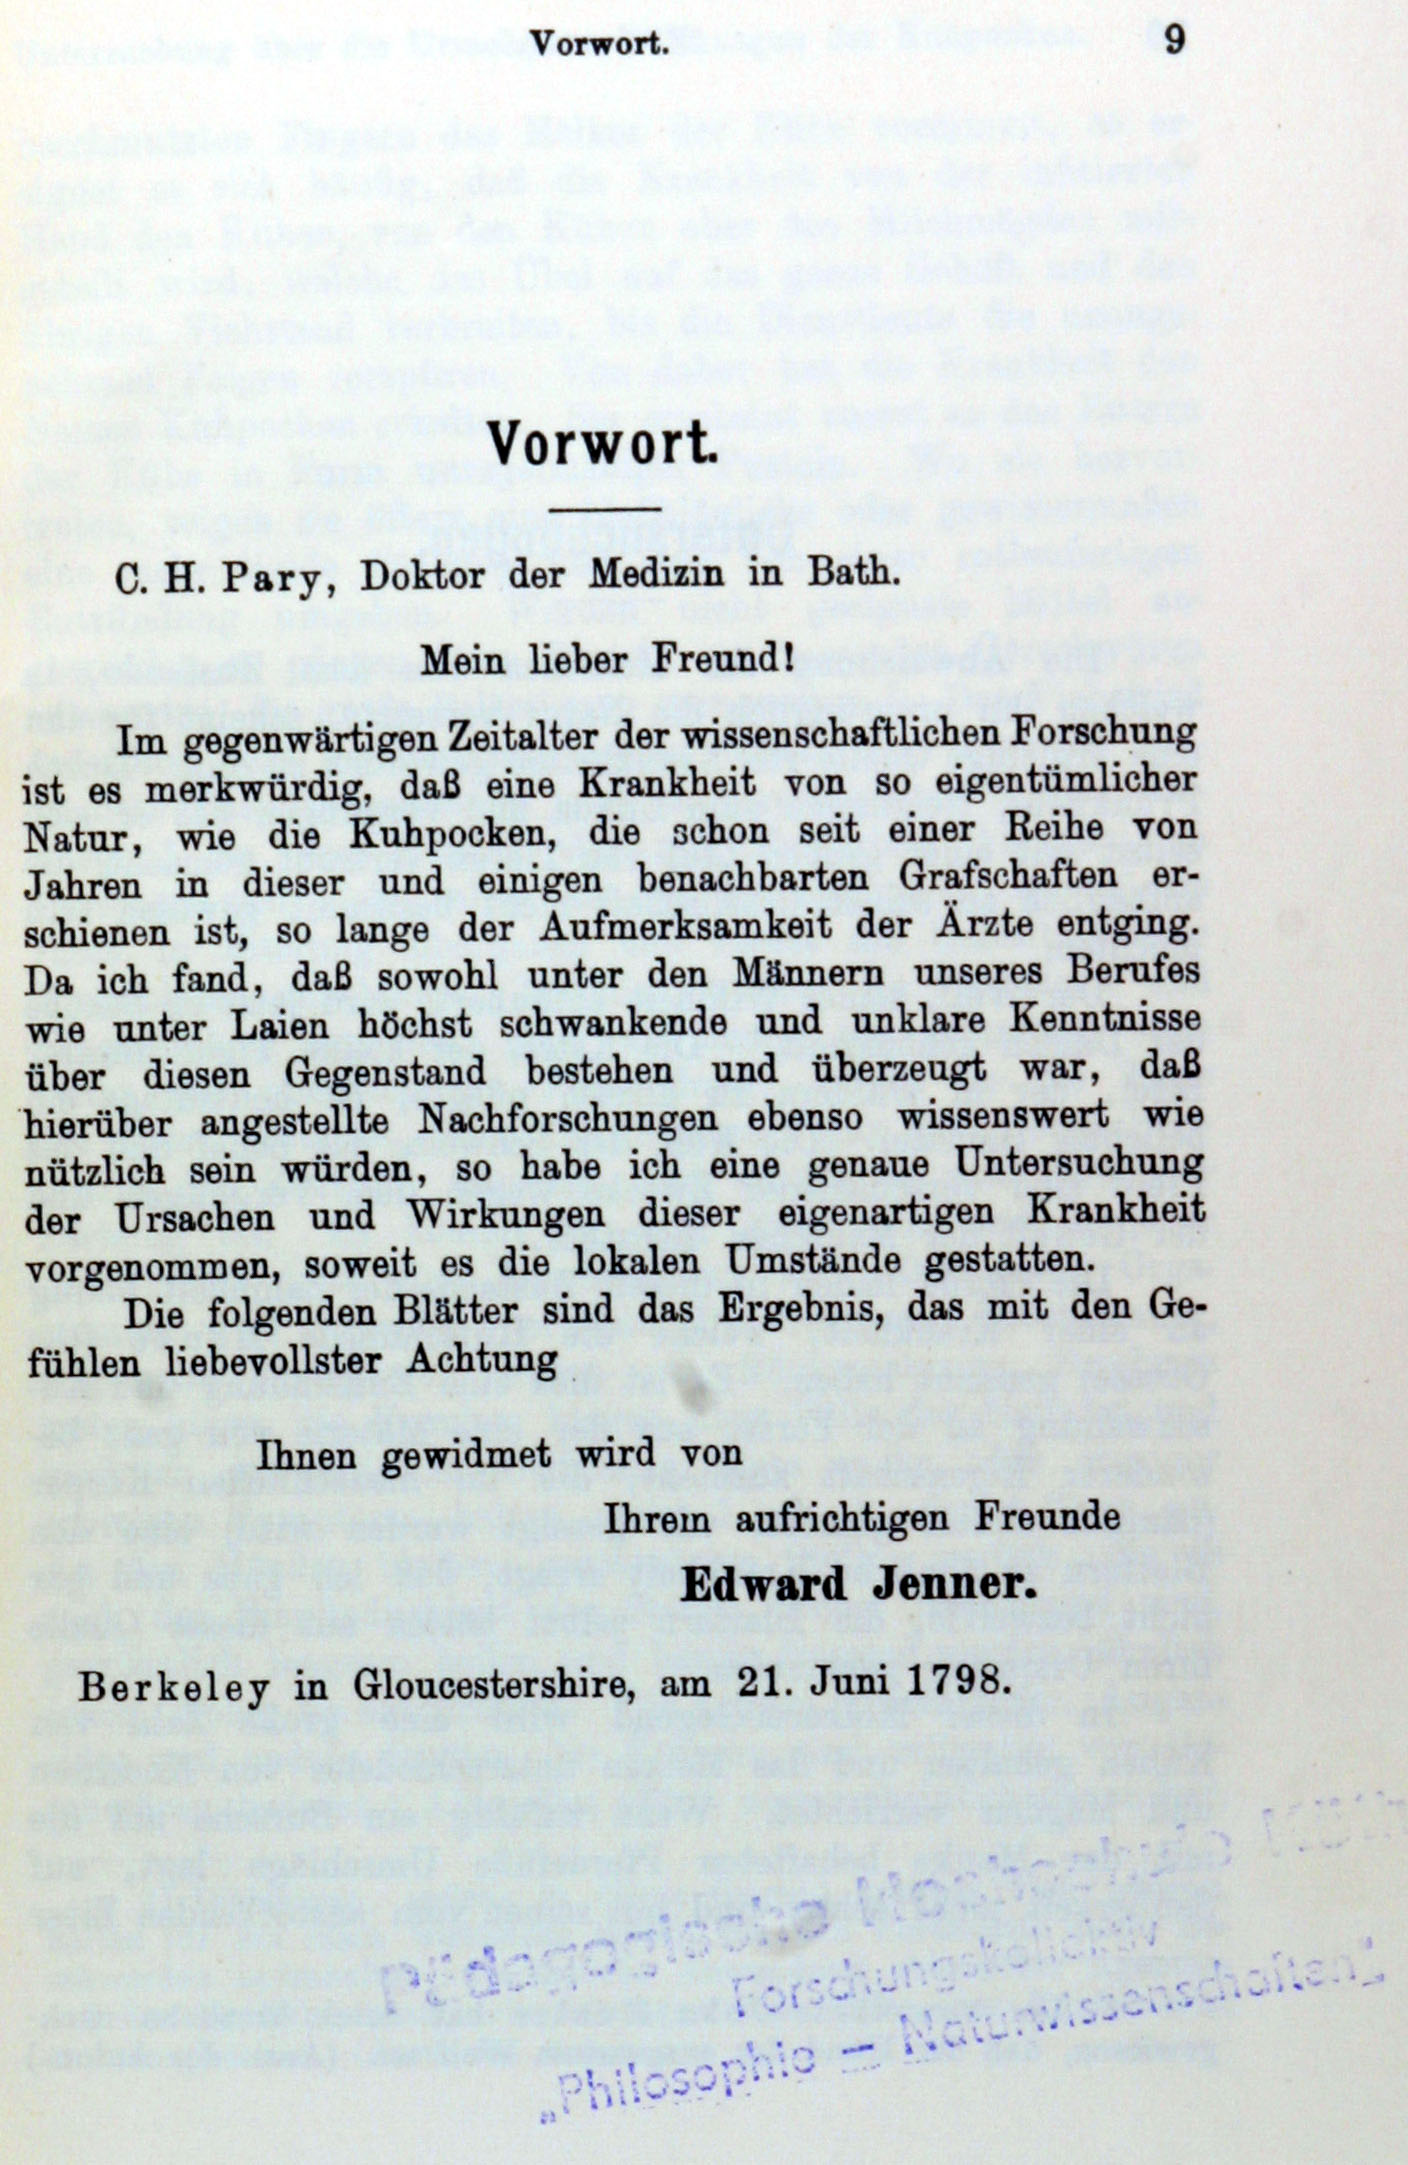 Vorwort. 9
Vorwort.
C. H. Pary, Doktor der Medizin in Bath.
Mein lieber Freund!
Im gegenwärtigen Zeitalter der wissenschaftlichen Forschung
ist es merkwürdig, daß eine Krankheit von so eigentümlicher
Natur, wie die Kuhpocken, die schon seit einer Reihe von
Jahren in dieser und einigen benachbarten Grafschaften er-
schienen ist, so lange der Aufmerksamkeit der Ärzte entging.
Da ich fand, daß sowohl unter den Männern unseres Berufes
wie unter Laien höchst schwankende und unklare Kenntnisse
über diesen Gegenstand bestehen und überzeugt war, daß
hierüber angestellte Nachforschungen ebenso wissenswert wie
nützlich sein würden, so habe ich eine genaue Untersuchung
der Ursachen und Wirkungen dieser eigenartigen Krankheit
vorgenommen, soweit es die lokalen Umstände gestatten.
Die folgenden Blätter sind das Ergebnis, das mit den Ge-
fühlen liebevollster Achtung
Ihnen gewidmet wird von
Ihrem aufrichtigen Freunde
Edward Jenner.
Berkeley in Gloucestershire, am 21. Juni 1798.
Pädagogische Hochschule
Forschungskollektiv
„Philosophie — Naturwissenschaften“